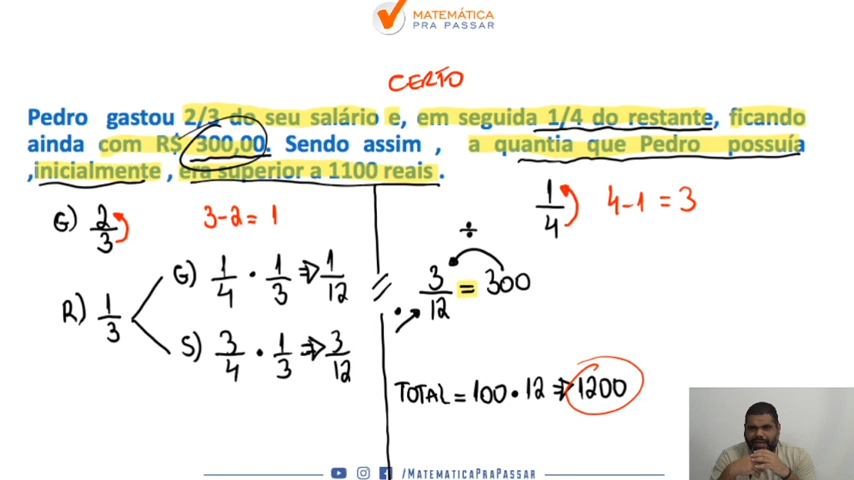 MATEMÁTICA
PRA PASSAR
CERTO
Pedro gastou 2/3 do seu salário e, em seguida 1/4 do restante, ficando
ainda com R$ 300,00. Sendo assim , a quantia que Pedro possuía
,inicialmente , era superior a 1100 reais .
G) 2/3 3-2=1
1/4 4-1=3
R) 1/3
G) 1/4 · 1/3 ⇒ 1/12
S) 3/4 · 1/3 ⇒ 3/12
÷
· 3/12 = 300
TOTAL = 100 · 12 ⇒ 1200
/MatematicaPraPassar